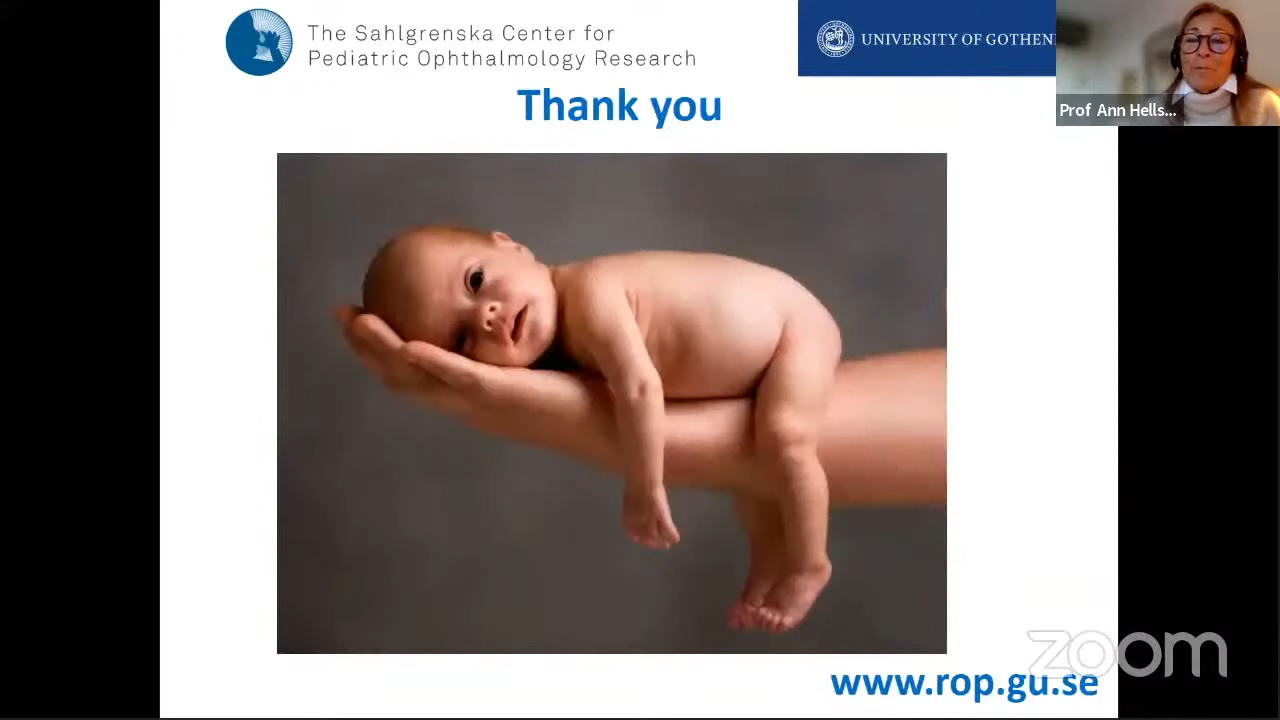 The Sahlgrenska Center for
Pediatric Ophthalmology Research
UNIVERSITY OF GOTHEN
Prof Ann Hells...
Thank you
zoom
www.rop.gu.se